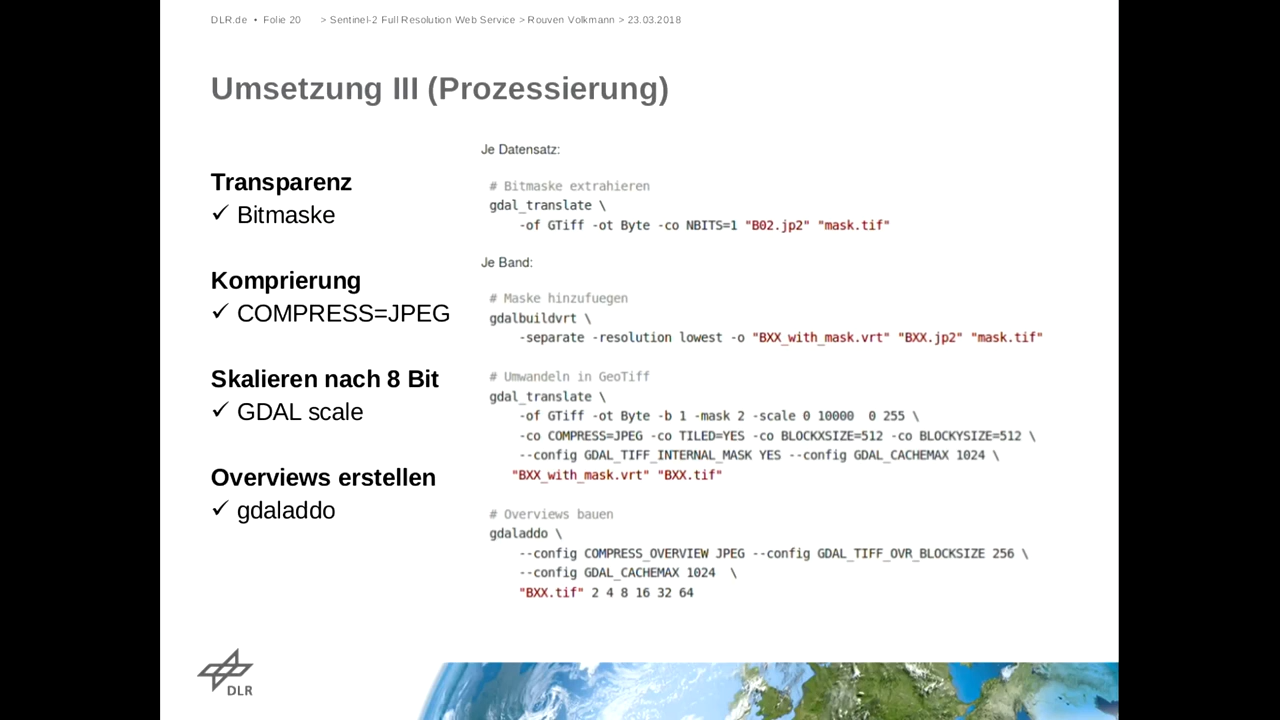 DLR.de • Folie 20 > Sentinel-2 Full Resolution Web Service > Rouven Volkmann > 23.03.2018
Umsetzung III (Prozessierung)
Transparenz
✓ Bitmaske
Komprierung
✓ COMPRESS=JPEG
Skalieren nach 8 Bit
✓ GDAL scale
Overviews erstellen
✓ gdaladdo
Je Datensatz:
# Bitmaske extrahieren
gdal_translate \
-of GTiff -ot Byte -co NBITS=1 "B02.jp2" "mask.tif"
Je Band:
# Maske hinzufuegen
gdalbuildvrt \
-separate -resolution lowest -o "BXX_with_mask.vrt" "BXX.jp2" "mask.tif"
# Umwandeln in GeoTiff
gdal_translate \
-of GTiff -ot Byte -b 1 -mask 2 -scale 0 10000 0 255 \
-co COMPRESS=JPEG -co TILED=YES -co BLOCKXSIZE=512 -co BLOCKYSIZE=512 \
--config GDAL_TIFF_INTERNAL_MASK YES --config GDAL_CACHEMAX 1024 \
"BXX_with_mask.vrt" "BXX.tif"
# Overviews bauen
gdaladdo \
--config COMPRESS_OVERVIEW JPEG --config GDAL_TIFF_OVR_BLOCKSIZE 256 \
--config GDAL_CACHEMAX 1024 \
"BXX.tif" 2 4 8 16 32 64
DLR